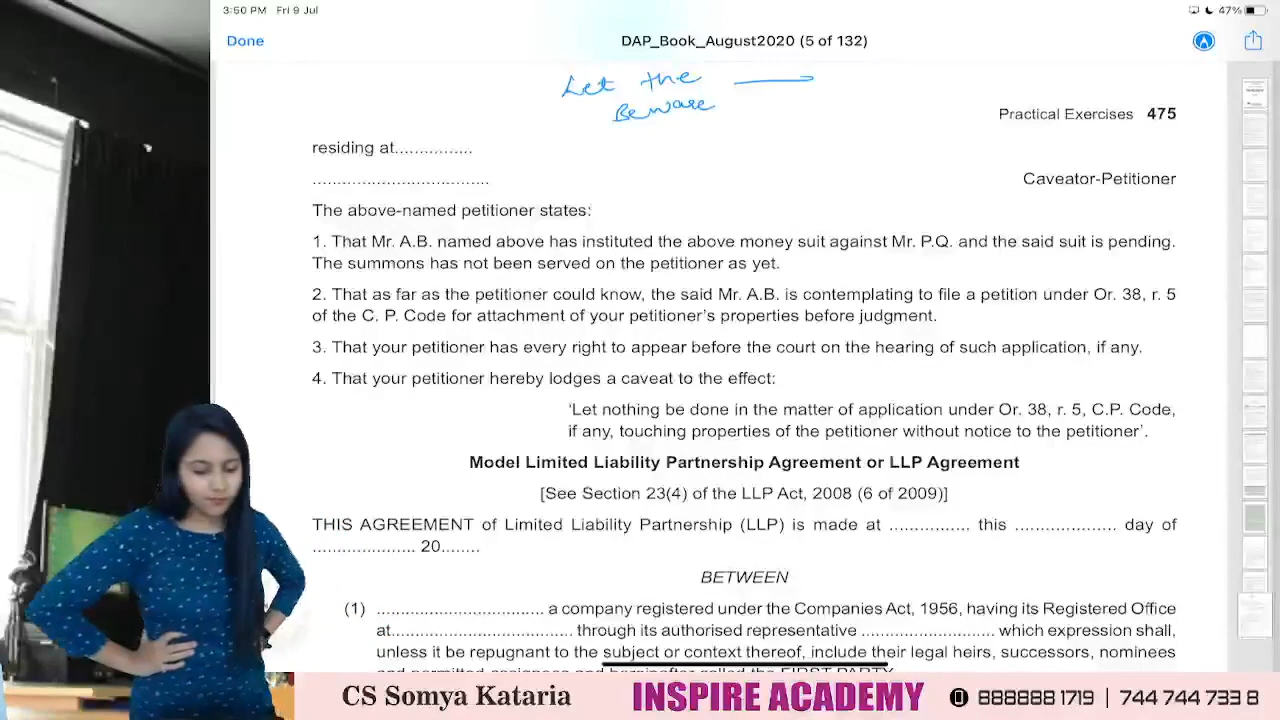 3:50 PM Fri 9 Jul
47%
Done
DAP_Book_August2020 (5 of 132)
Let the
Beware
Practical Exercises 475
residing at................
....................................
Caveator-Petitioner
The above-named petitioner states:
1. That Mr. A.B. named above has instituted the above money suit against Mr. P.Q. and the said suit is pending.
The summons has not been served on the petitioner as yet.
2. That as far as the petitioner could know, the said Mr. A.B. is contemplating to file a petition under Or. 38, r. 5
of the C. P. Code for attachment of your petitioner's properties before judgment.
3. That your petitioner has every right to appear before the court on the hearing of such application, if any.
4. That your petitioner hereby lodges a caveat to the effect:
'Let nothing be done in the matter of application under Or. 38, r. 5, C.P. Code,
if any, touching properties of the petitioner without notice to the petitioner'.
Model Limited Liability Partnership Agreement or LLP Agreement
[See Section 23(4) of the LLP Act, 2008 (6 of 2009)]
THIS AGREEMENT of Limited Liability Partnership (LLP) is made at ................ this .................... day of
..................... 20........
BETWEEN
(1) .................................. a company registered under the Companies Act, 1956, having its Registered Office
at..................................... through its authorised representative ........................... which expression shall,
unless it be repugnant to the subject or context thereof, include their legal heirs, successors, nominees
and permitted assignees and hereinafter called the FIRST PARTY
CS Somya Kataria INSPIRE ACADEMY 888888 1719 | 744 744 733 8